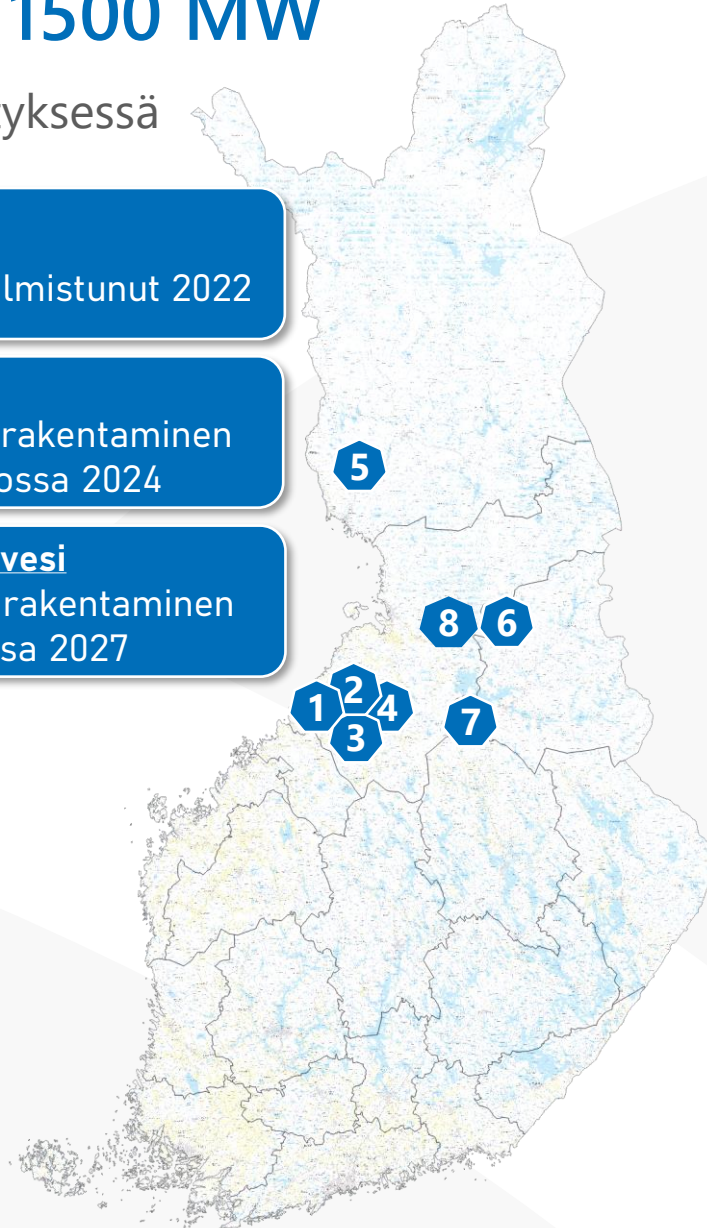 1500 MW
tyksessä
lmistunut 2022
rakentaminen
ossa 2024
vesi
rakentaminen
sa 2027
5
8
6
2
1
4
7
3